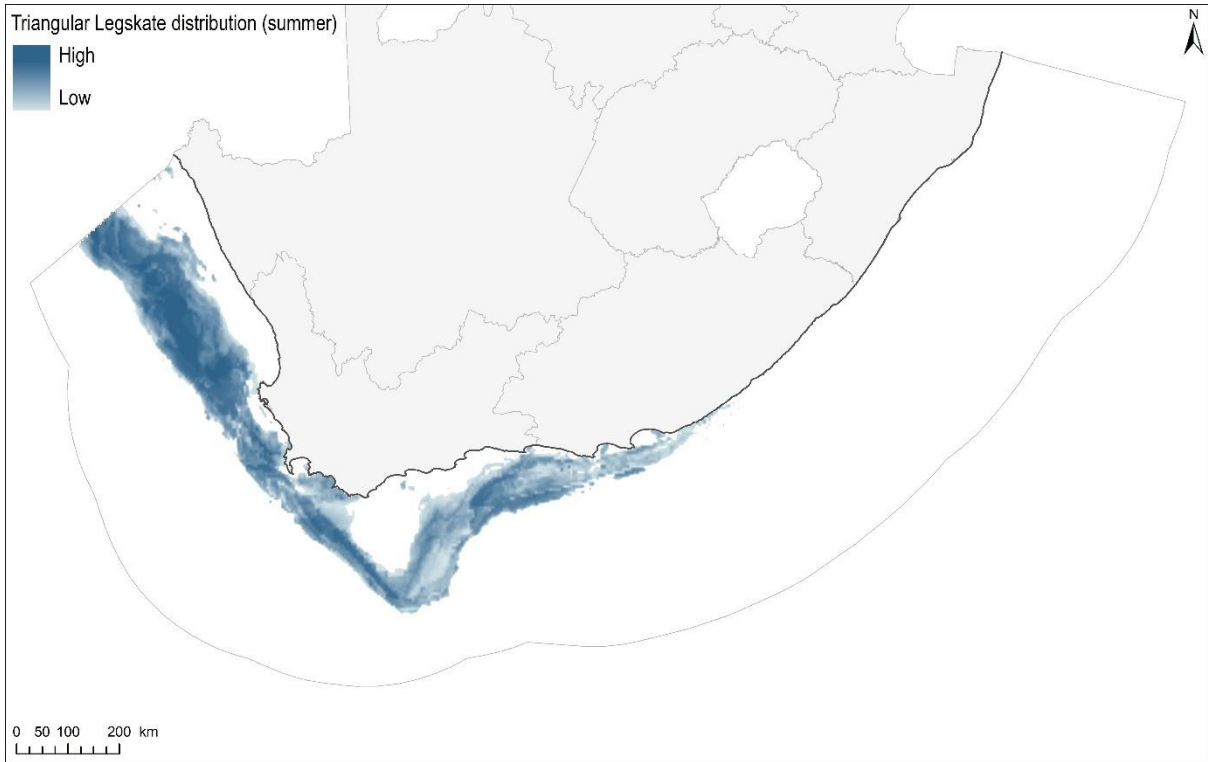 Triangular Legskate distribution (summer)
High
Low
N
0 50 100 200 km